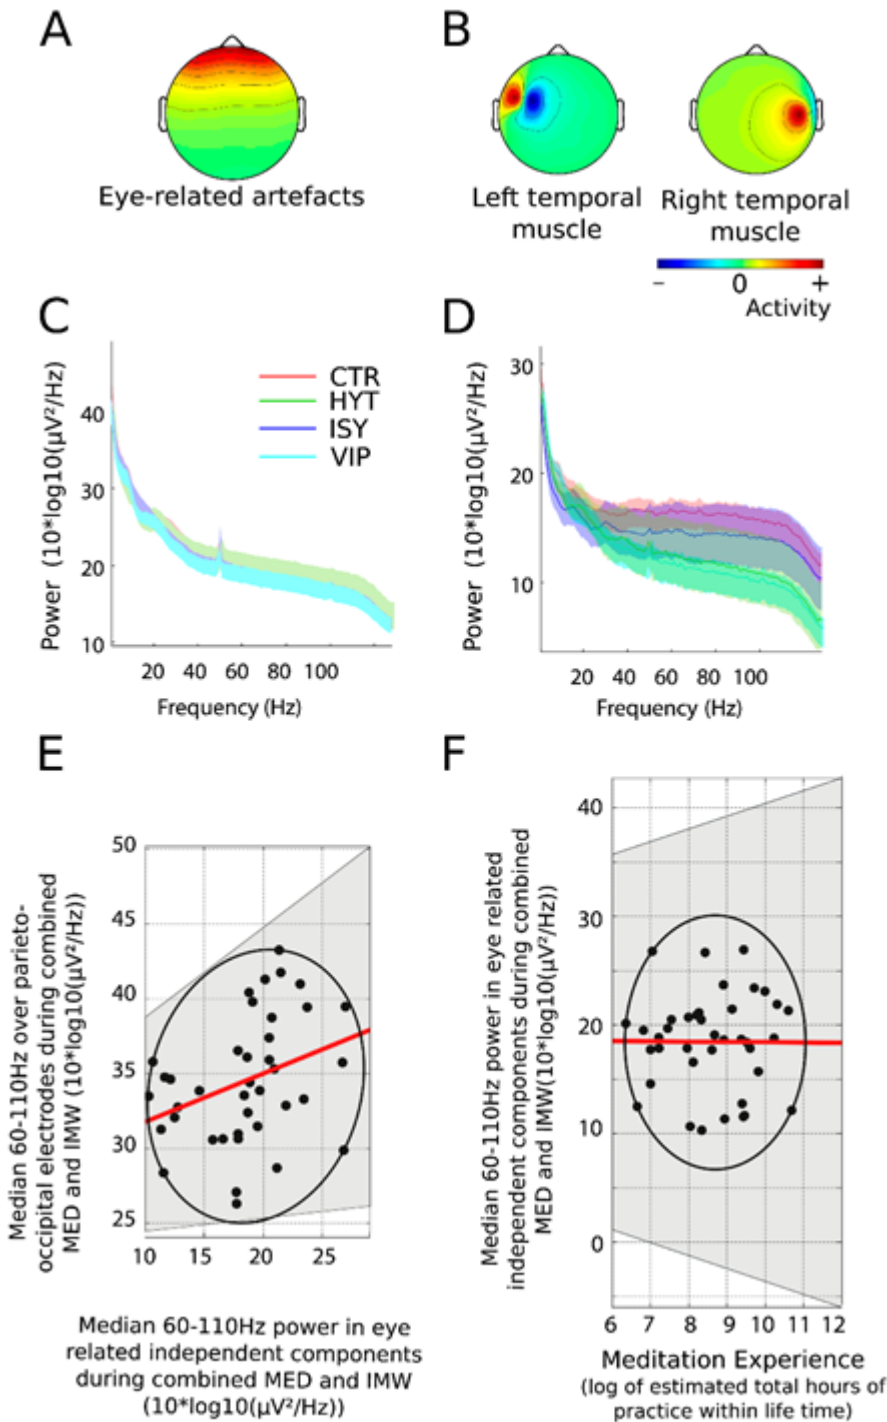 A
B
Eye-related artefacts
Left temporal
muscle
Right temporal
muscle
− 0 +
Activity
C
D
Power (10*log10(µV²/Hz)
40
30
20
10
CTR
HYT
ISY
VIP
20 40 60 80 100
Frequency (Hz)
Power (10*log10(µV²/Hz)
30
20
10
20 40 60 80 100
Frequency (Hz)
E
F
Median 60-110Hz power over parieto-
occipital electrodes during combined
MED and IMW (10*log10(µV²/Hz))
50
45
40
35
30
25
10 15 20 25
Median 60-110Hz power in eye
related independent components
during combined MED and IMW
(10*log10(µV²/Hz))
Median 60-110Hz power in eye related
independent components during combined
MED and IMW(10*log10(µV²/Hz))
40
30
20
10
0
6 7 8 9 10 11 12
Meditation Experience
(log of estimated total hours of
practice within life time)